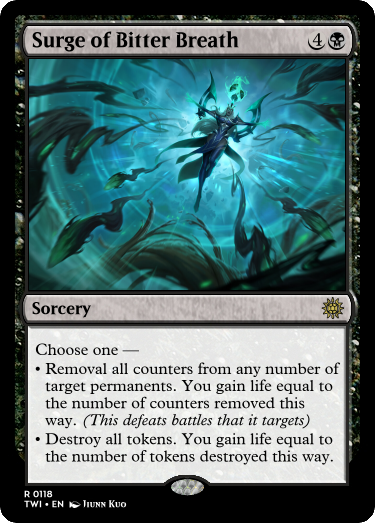 Surge of Bitter Breath 4
Sorcery
Choose one —
• Removal all counters from any number of
target permanents. You gain life equal to
the number of counters removed this
way. (This defeats battles that it targets)
• Destroy all tokens. You gain life equal to
the number of tokens destroyed this way.
R 0118
TWI • EN Jiunn Kuo